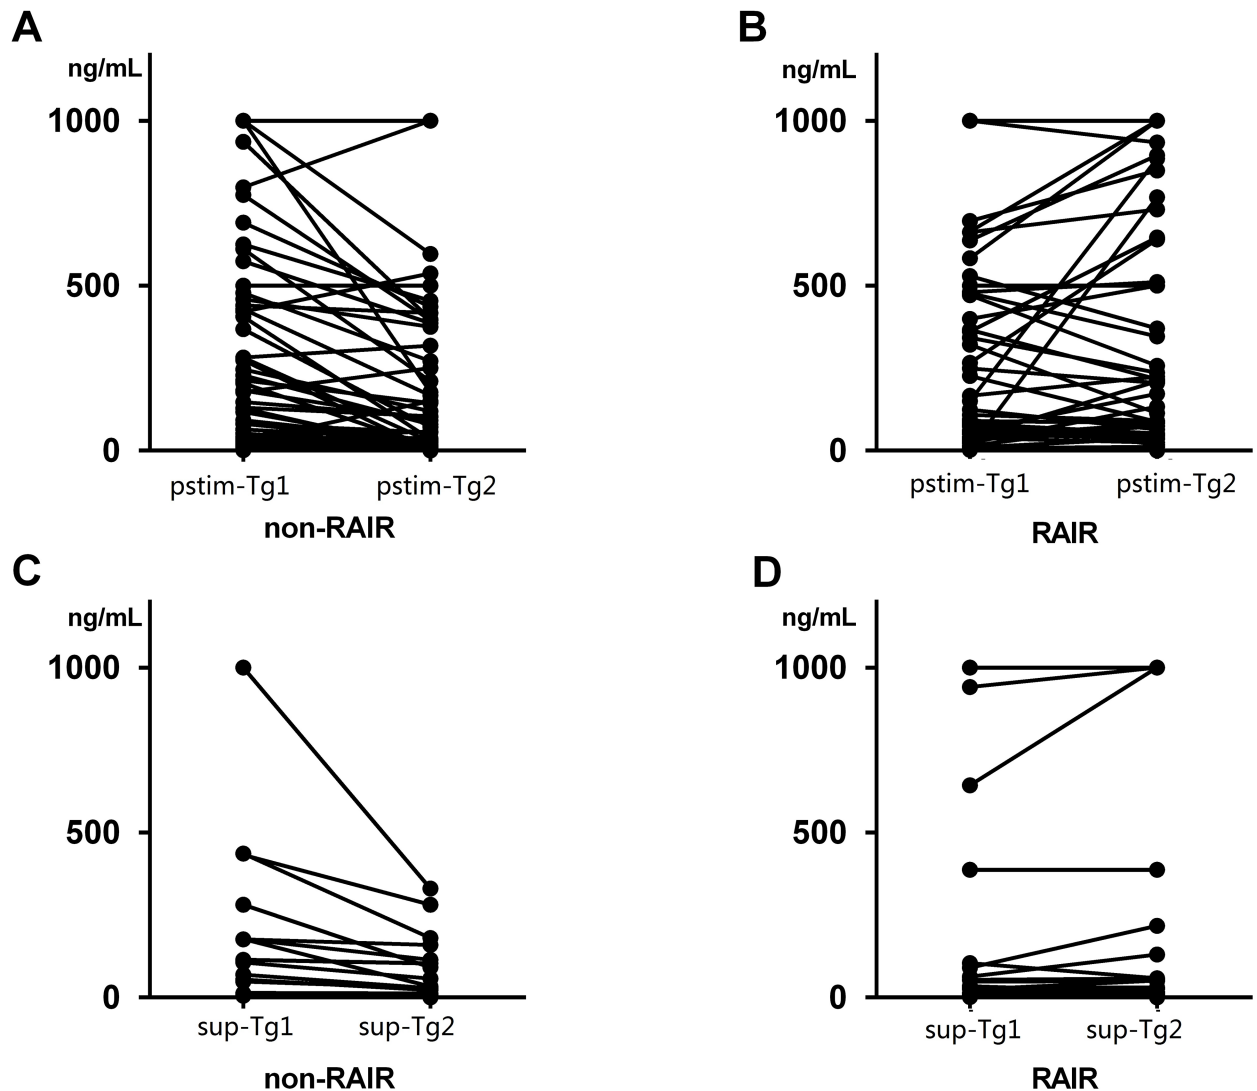 A
ng/mL
1000
500
0
pstim-Tg1 pstim-Tg2
non-RAIR
B
ng/mL
1000
500
0
pstim-Tg1 pstim-Tg2
RAIR
C
ng/mL
1000
500
0
sup-Tg1 sup-Tg2
non-RAIR
D
ng/mL
1000
500
0
sup-Tg1 sup-Tg2
RAIR